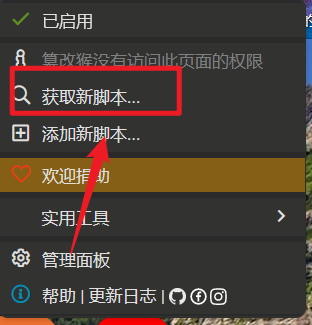 已启用
篡改猴没有访问此页面的权限
获取新脚本...
添加新脚本...
欢迎捐助
实用工具
管理面板
帮助 | 更新日志 |